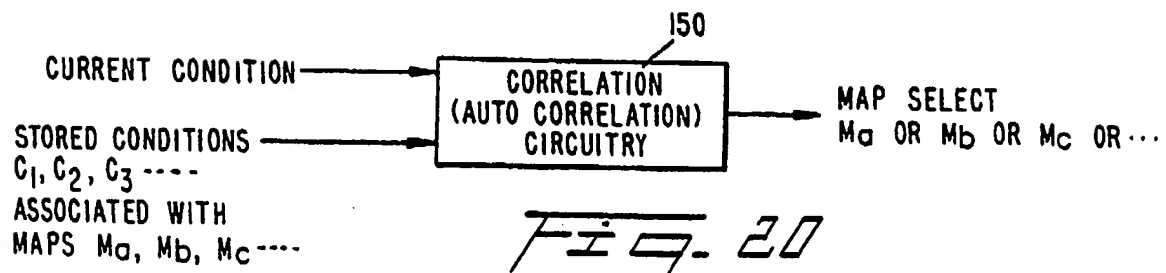 150
CURRENT CONDITION
CORRELATION
(AUTO CORRELATION)
CIRCUITRY
MAP SELECT
Ma OR Mb OR Mc OR ···
STORED CONDITIONS
C₁, C₂, C₃ ----
ASSOCIATED WITH
MAPS Ma, Mb, Mc ----
Fig. 20